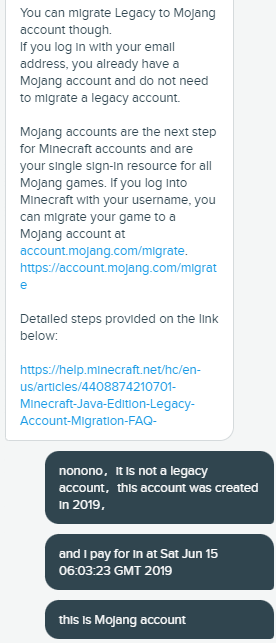 You can migrate Legacy to Mojang
account though.
If you log in with your email
address, you already have a
Mojang account and do not need
to migrate a legacy account.
Mojang accounts are the next step
for Minecraft accounts and are
your single sign-in resource for all
Mojang games. If you log into
Minecraft with your username, you
can migrate your game to a
Mojang account at
account.mojang.com/migrate.
https://account.mojang.com/migrat
e
Detailed steps provided on the link
below:
https://help.minecraft.net/hc/en-
us/articles/4408874210701-
Minecraft-Java-Edition-Legacy-
Account-Migration-FAQ-
nonono，it is not a legacy
account，this account was created
in 2019，
and i pay for in at Sat Jun 15
06:03:23 GMT 2019
this is Mojang account